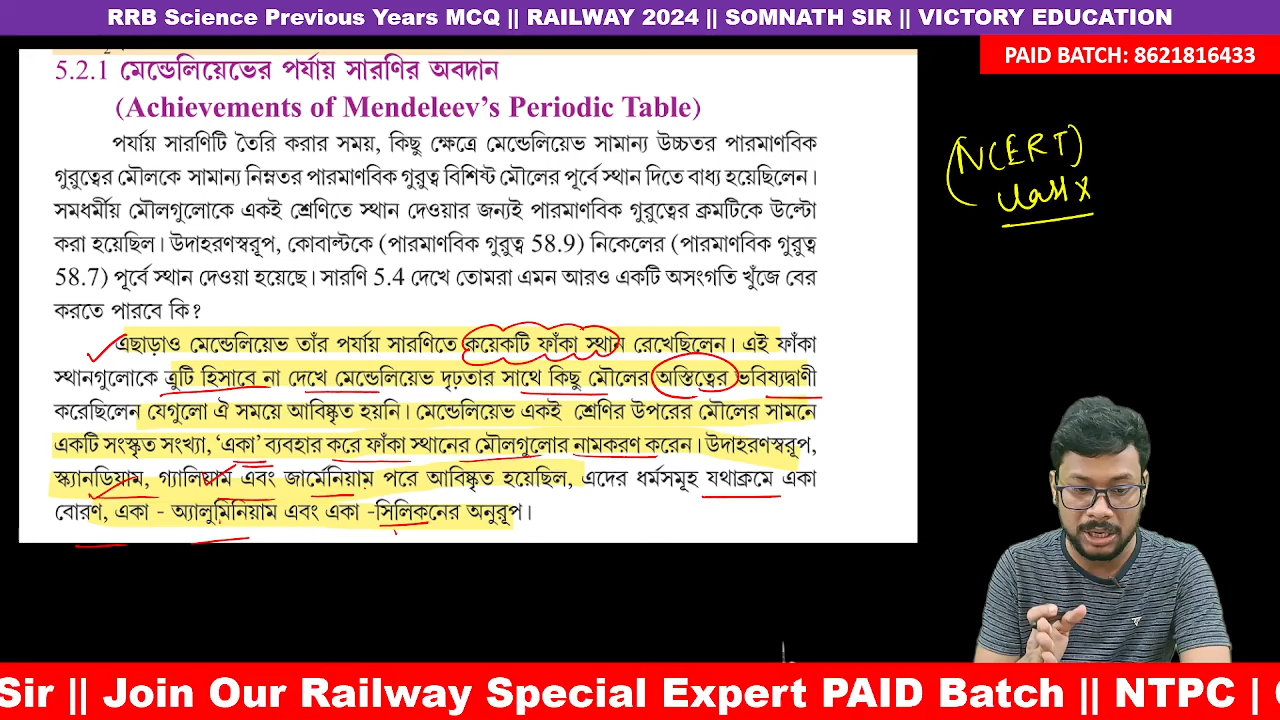 RRB Science Previous Years MCQ || RAILWAY 2024 || SOMNATH SIR || VICTORY EDUCATION
PAID BATCH: 8621816433
5.2.1 মেন্ডেলিয়েভের পর্যায় সারণির অবদান
(Achievements of Mendeleev's Periodic Table)
পর্যায় সারণিটি তৈরি করার সময়, কিছু ক্ষেত্রে মেন্ডেলিয়েভ সামান্য উচ্চতর পারমাণবিক
গুরুত্বের মৌলকে সামান্য নিম্নতর পারমাণবিক গুরুত্ব বিশিষ্ট মৌলের পূর্বে স্থান দিতে বাধ্য হয়েছিলেন।
সমধর্মীয় মৌলগুলোকে একই শ্রেণিতে স্থান দেওয়ার জন্যই পারমাণবিক গুরুত্বের ক্রমটিকে উল্টো
করা হয়েছিল। উদাহরণস্বরূপ, কোবাল্টকে (পারমাণবিক গুরুত্ব 58.9) নিকেলের (পারমাণবিক গুরুত্ব
58.7) পূর্বে স্থান দেওয়া হয়েছে। সারণি 5.4 দেখে তোমরা এমন আরও একটি অসংগতি খুঁজে বের
করতে পারবে কি?
এছাড়াও মেন্ডেলিয়েভ তাঁর পর্যায় সারণিতে কয়েকটি ফাঁকা স্থান রেখেছিলেন। এই ফাঁকা
স্থানগুলোকে ত্রুটি হিসাবে না দেখে মেন্ডেলিয়েভ দৃঢ়তার সাথে কিছু মৌলের অস্তিত্বের ভবিষ্যদ্বাণী
করেছিলেন যেগুলো ঐ সময়ে আবিষ্কৃত হয়নি। মেন্ডেলিয়েভ একই শ্রেণির উপরের মৌলের সামনে
একটি সংস্কৃত সংখ্যা, ‘একা’ ব্যবহার করে ফাঁকা স্থানের মৌলগুলোর নামকরণ করেন। উদাহরণস্বরূপ,
স্ক্যানডিয়াম, গ্যালিয়াম এবং জার্মেনিয়াম পরে আবিষ্কৃত হয়েছিল, এদের ধর্মসমূহ যথাক্রমে একা
বোরণ, একা - অ্যালুমিনিয়াম এবং একা -সিলিকনের অনুরূপ।
NCERT)
class X
Sir || Join Our Railway Special Expert PAID Batch || NTPC |